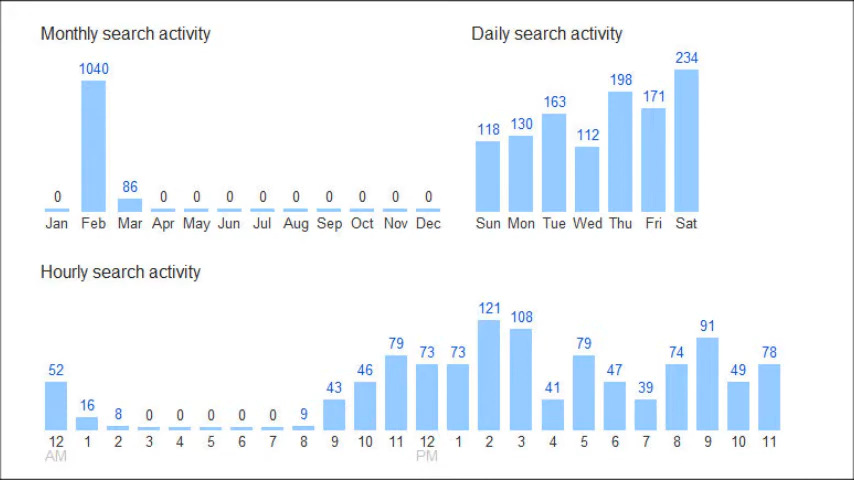 Monthly search activity
1040
86
0 0 0 0 0 0 0 0 0 0
Jan Feb Mar Apr May Jun Jul Aug Sep Oct Nov Dec
Daily search activity
234
198
171
163
118 130
112
Sun Mon Tue Wed Thu Fri Sat
Hourly search activity
52 16 8 0 0 0 0 0 9 43 46 79 73 73 121 108 41 79 47 39 74 91 49 78
12 1 2 3 4 5 6 7 8 9 10 11 12 1 2 3 4 5 6 7 8 9 10 11
AM PM